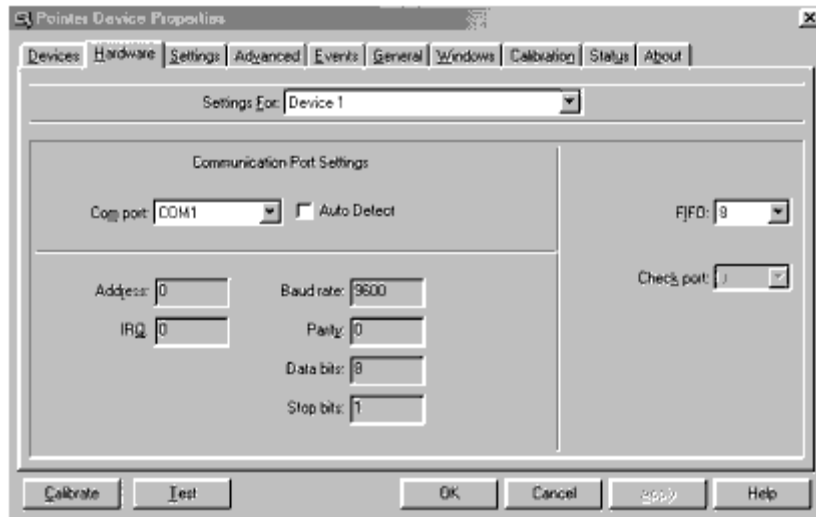 Pointer Device Properties
Devices Hardware Settings Advanced Events General Windows Calibration Status About
Settings For: Device 1
Communication Port Settings
Com port: COM1 Auto Detect FIFO: 8
Address: 0 Baud rate: 9600 Check port:
IRQ: 0 Parity: 0
Data bits: 8
Stop bits: 1
Calibrate Test OK Cancel Apply Help